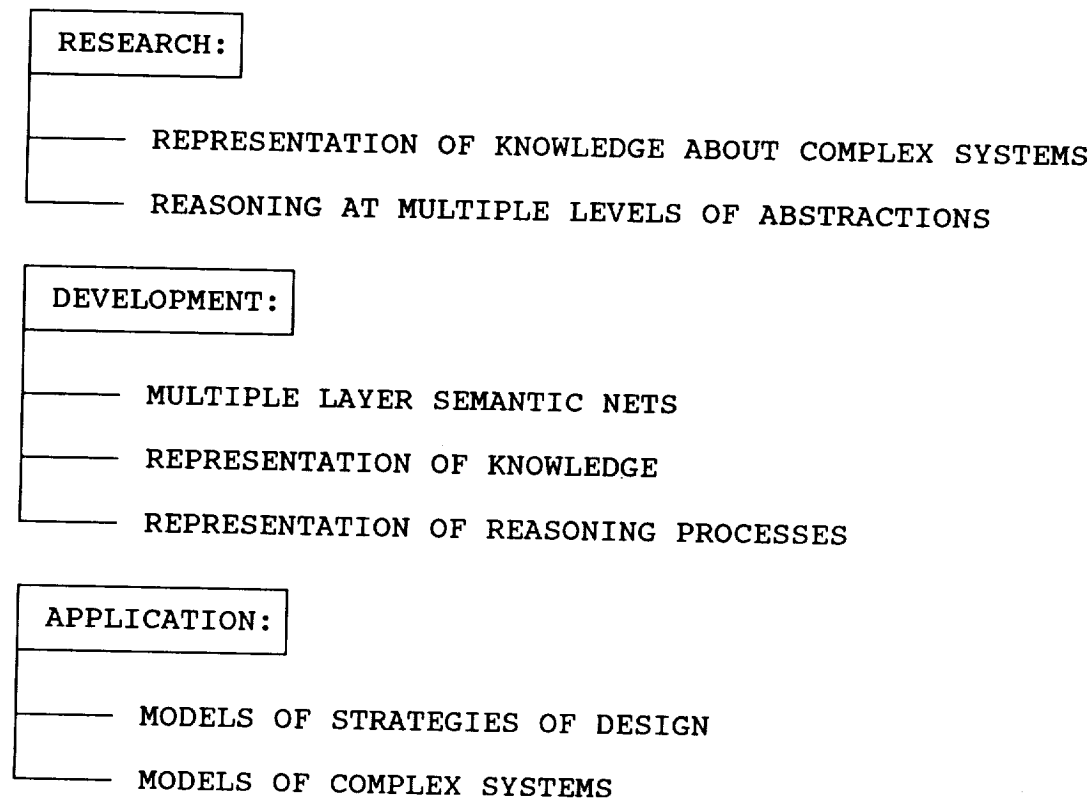 RESEARCH:
REPRESENTATION OF KNOWLEDGE ABOUT COMPLEX SYSTEMS
REASONING AT MULTIPLE LEVELS OF ABSTRACTIONS
DEVELOPMENT:
MULTIPLE LAYER SEMANTIC NETS
REPRESENTATION OF KNOWLEDGE
REPRESENTATION OF REASONING PROCESSES
APPLICATION:
MODELS OF STRATEGIES OF DESIGN
MODELS OF COMPLEX SYSTEMS